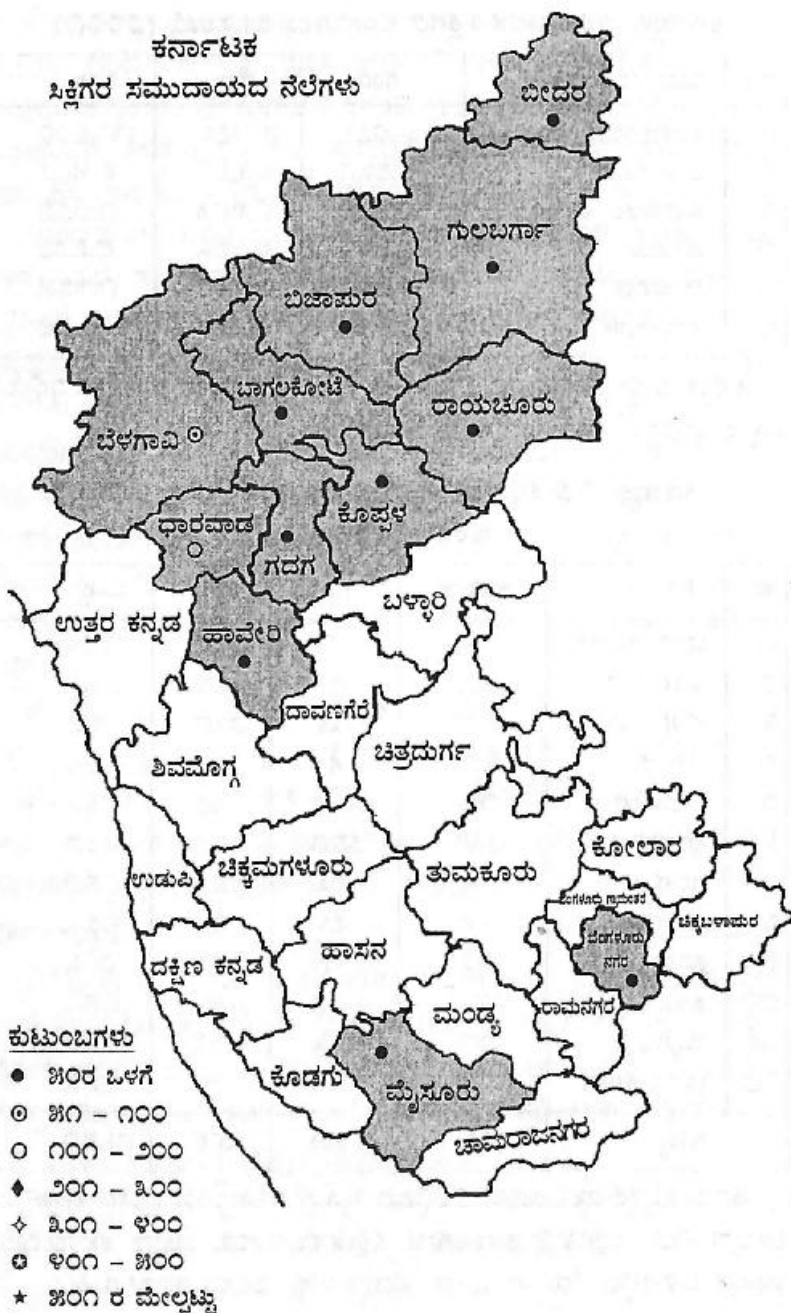 ಕರ್ನಾಟಕ
ಸಿಕ್ಲಿಗರ ಸಮುದಾಯದ ನೆಲೆಗಳು
ಬೀದರ
ಗುಲಬರ್ಗಾ
ಬಿಜಾಪುರ
ಬಾಗಲಕೋಟೆ
ರಾಯಚೂರು
ಬೆಳಗಾವಿ
ಕೊಪ್ಪಳ
ಧಾರವಾಡ
ಗದಗ
ಬಳ್ಳಾರಿ
ಉತ್ತರ ಕನ್ನಡ
ಹಾವೇರಿ
ದಾವಣಗೆರೆ
ಚಿತ್ರದುರ್ಗ
ಶಿವಮೊಗ್ಗ
ಕೋಲಾರ
ಚಿಕ್ಕಮಗಳೂರು
ತುಮಕೂರು
ಉಡುಪಿ
ಬೆಂಗಳೂರು ಗ್ರಾಮಾಂತರ
ಚಿಕ್ಕಬಳಾಪುರ
ಬೆಂಗಳೂರು
ನಗರ
ಹಾಸನ
ದಕ್ಷಿಣ ಕನ್ನಡ
ರಾಮನಗರ
ಮಂಡ್ಯ
ಕೊಡಗು
ಮೈಸೂರು
ಚಾಮರಾಜನಗರ
ಕುಟುಂಬಗಳು
೫೦ರ ಒಳಗೆ
೫೧ - ೧೦೦
೧೦೧ - ೨೦೦
೨೦೧ - ೩೦೦
೩೦೧ - ೪೦೦
೪೦೧ - ೫೦೦
೫೦೧ ರ ಮೇಲ್ಪಟ್ಟು